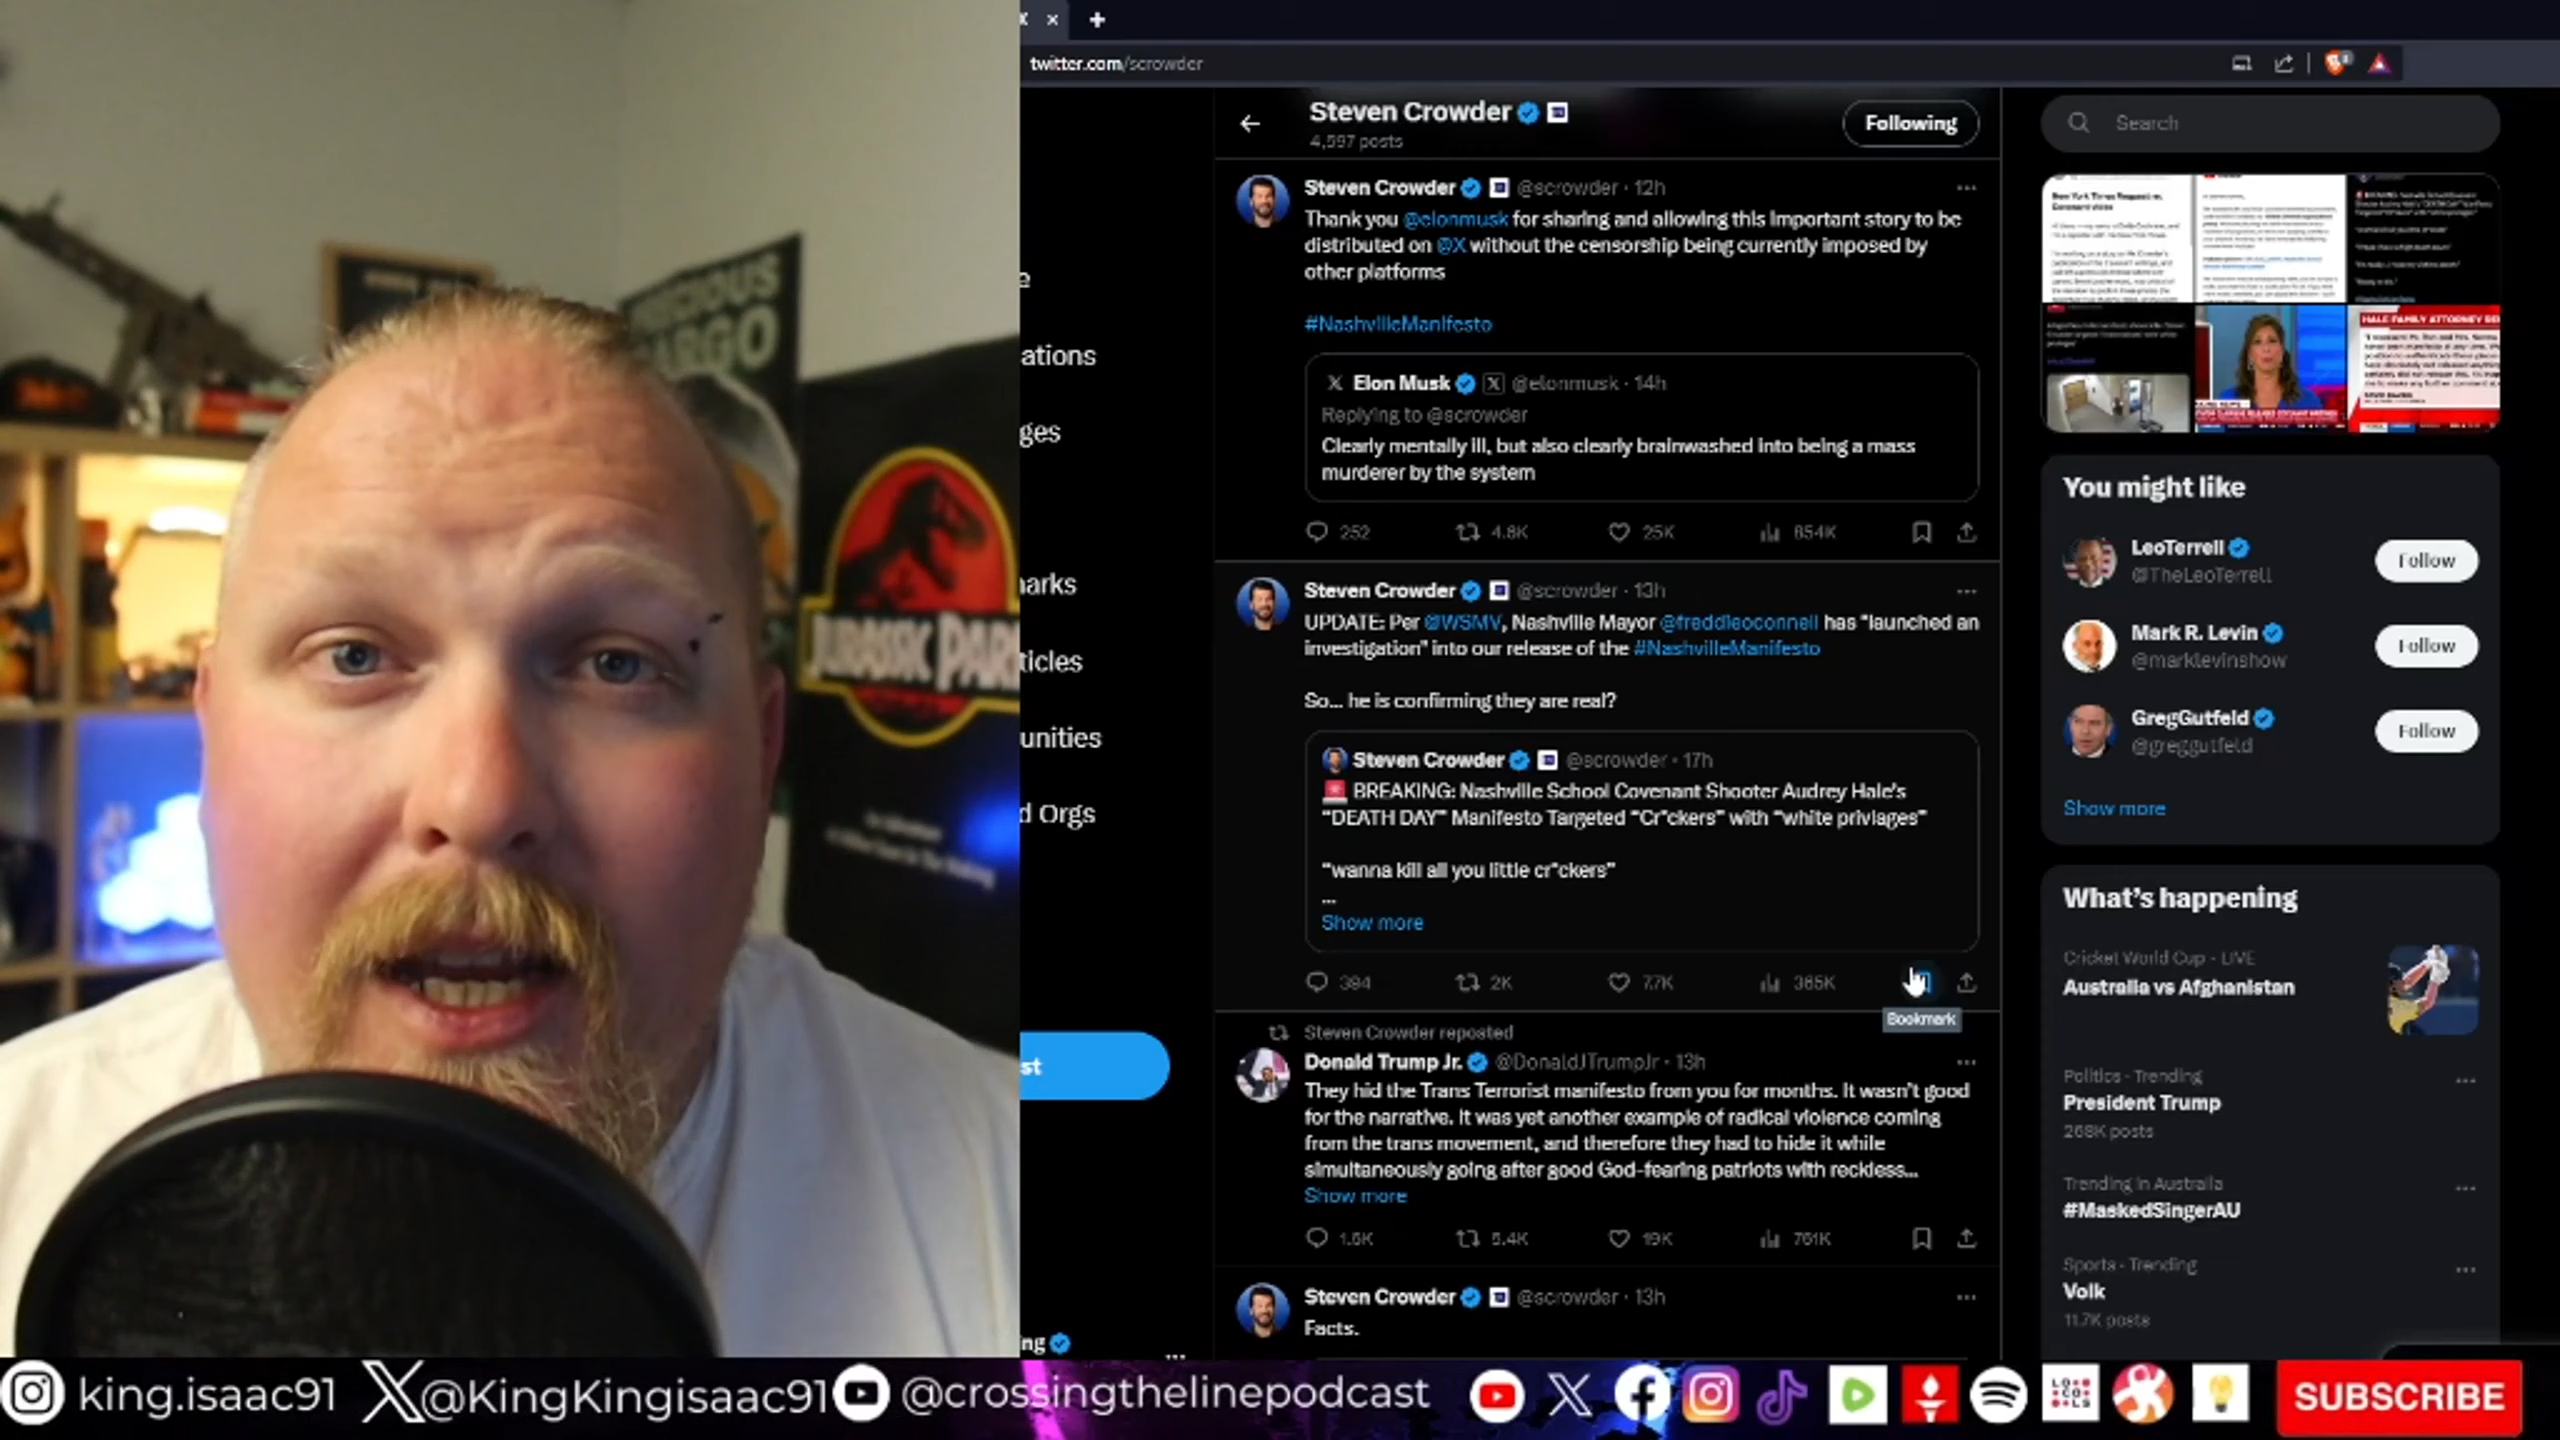 twitter.com/scrowder
Steven Crowder
4,597 posts
Following
Search
Steven Crowder @scrowder · 12h
Thank you @elonmusk for sharing and allowing this important story to be
distributed on @X without the censorship being currently imposed by
other platforms
#NashvilleManifesto
Elon Musk @elonmusk · 14h
Replying to @scrowder
Clearly mentally ill, but also clearly brainwashed into being a mass
murderer by the system
252 4.8K 25K 654K
Steven Crowder @scrowder · 13h
UPDATE: Per @WSMV, Nashville Mayor @freddieoconnell has "launched an
investigation" into our release of the #NashvilleManifesto
So... he is confirming they are real?
Steven Crowder @scrowder · 17h
BREAKING: Nashville School Covenant Shooter Audrey Hale's
"DEATH DAY" Manifesto Targeted "Cr*ckers" with "white privlages"
"wanna kill all you little cr*ckers"
...
Show more
394 2K 7.7K 365K
Bookmark
Steven Crowder reposted
Donald Trump Jr. @DonaldJTrumpJr · 13h
They hid the Trans Terrorist manifesto from you for months. It wasn't good
for the narrative. It was yet another example of radical violence coming
from the trans movement, and therefore they had to hide it while
simultaneously going after good God-fearing patriots with reckless...
Show more
1.5K 5.4K 19K 761K
Steven Crowder @scrowder · 13h
Facts.
ations
ges
arks
ticles
unities
d Orgs
st
ng
HALE FAMILY ATTORNEY
You might like
LeoTerrell
@TheLeoTerrell
Follow
Mark R. Levin
@marklevinshow
Follow
GregGutfeld
@greggutfeld
Follow
Show more
What's happening
Cricket World Cup · LIVE
Australia vs Afghanistan
Politics · Trending
President Trump
268K posts
Trending in Australia
#MaskedSingerAU
Sports · Trending
Volk
11.7K posts
CARGO
JURASSIC PARK
king.isaac91 @KingKingisaac91 @crossingthelinepodcast
SUBSCRIBE